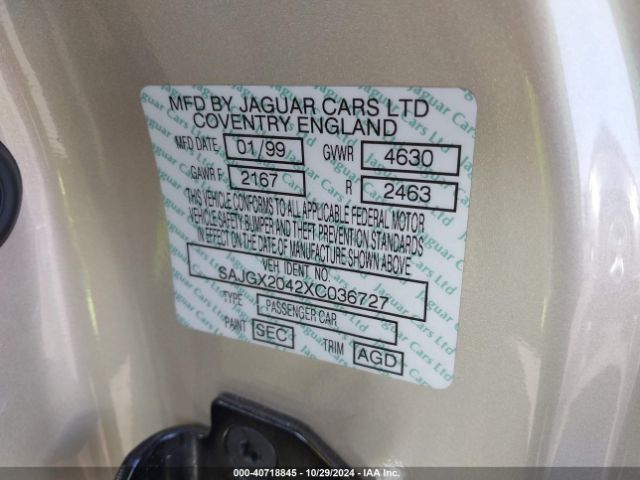 MFD BY JAGUAR CARS LTD
COVENTRY ENGLAND
MFD DATE 01/99 GVWR 4630
GAWR F 2167 R 2463
THIS VEHICLE CONFORMS TO ALL APPLICABLE FEDERAL MOTOR
VEHICLE SAFETY BUMPER AND THEFT PREVENTION STANDARDS
IN EFFECT ON THE DATE OF MANUFACTURE SHOWN ABOVE
VEH IDENT NO.
SAJGX2042XC036727
TYPE PASSENGER CAR
PAINT SEC TRIM AGD
Jaguar Cars Ltd
000-40718845 | 10/29/2024 - IAA Inc.